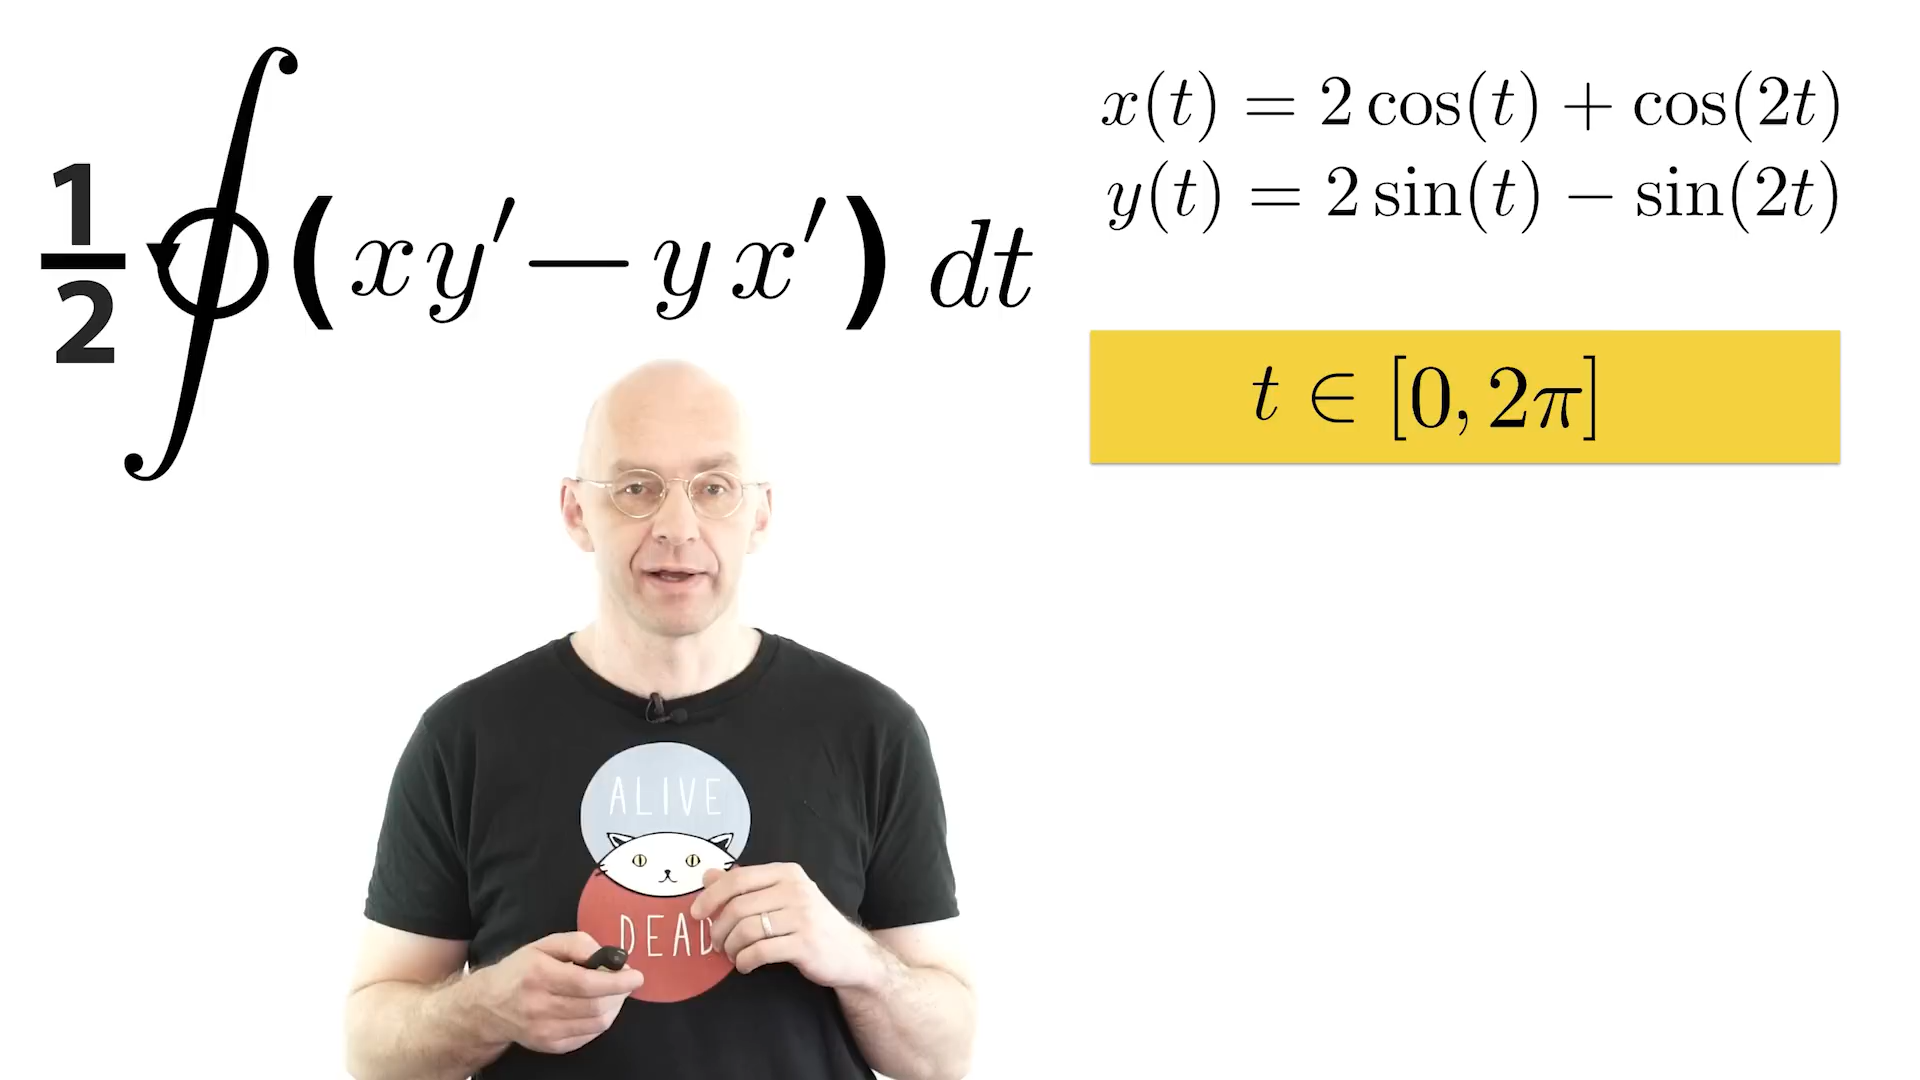 1/2 ∮ (xy′ − yx′) dt
x(t) = 2 cos(t) + cos(2t)
y(t) = 2 sin(t) − sin(2t)
t ∈ [0, 2π]
ALIVE
DEAD